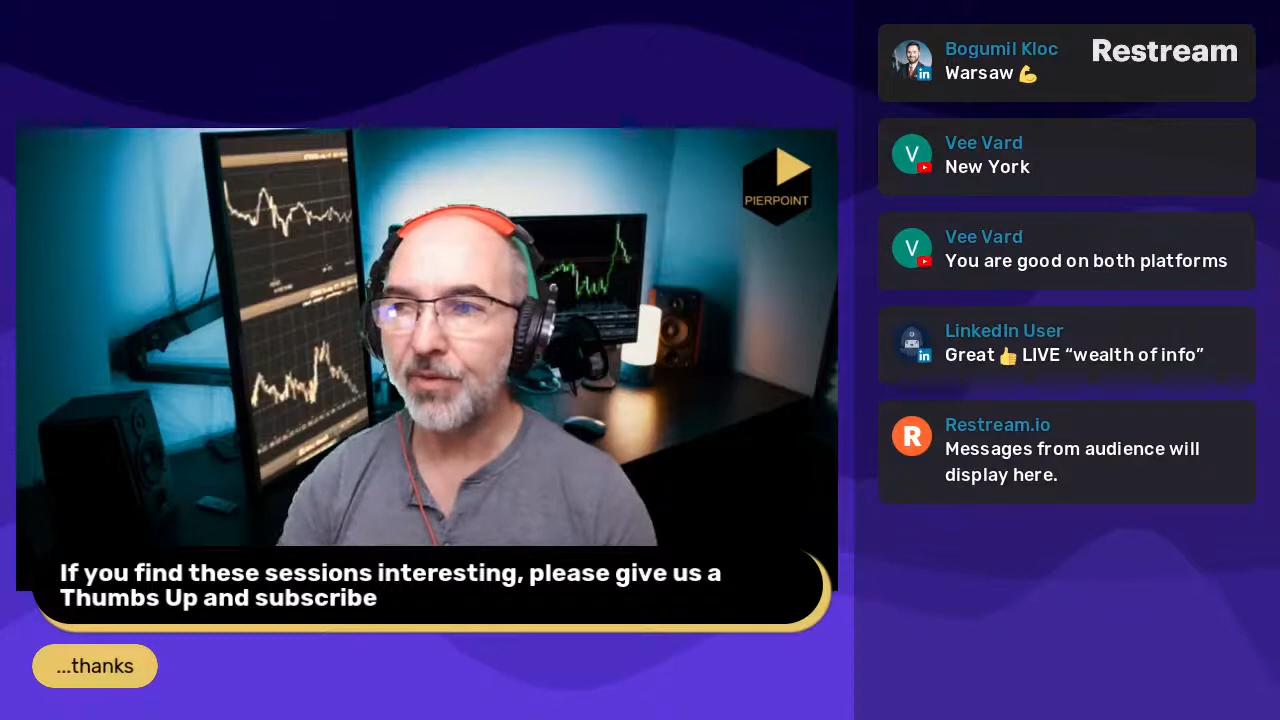 PIERPOINT
If you find these sessions interesting, please give us a
Thumbs Up and subscribe
...thanks
Restream
Bogumil Kloc
Warsaw 💪
V
Vee Vard
New York
V
Vee Vard
You are good on both platforms
LinkedIn User
Great 👍 LIVE “wealth of info”
R
Restream.io
Messages from audience will
display here.